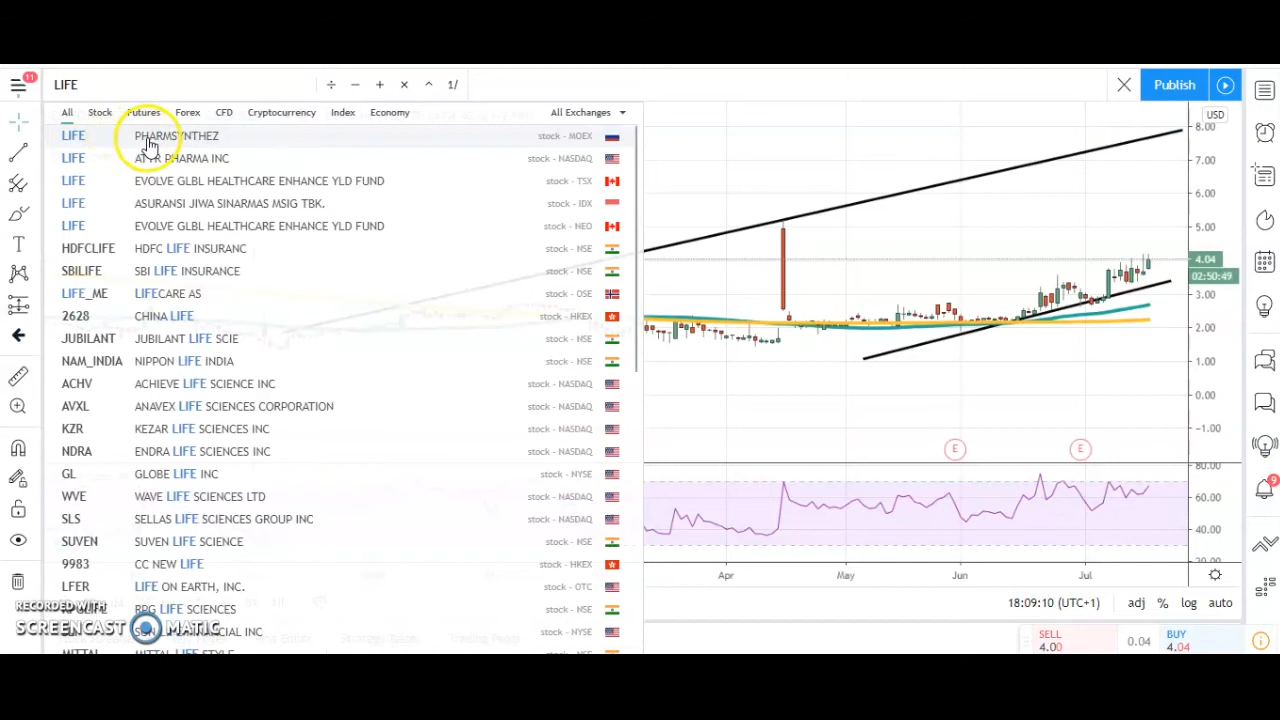 11
LIFE
1/
Publish
All Stock Futures Forex CFD Cryptocurrency Index Economy All Exchanges
LIFE PHARMSYNTHEZ stock - MOEX
LIFE ATYR PHARMA INC stock - NASDAQ
LIFE EVOLVE GLBL HEALTHCARE ENHANCE YLD FUND stock - TSX
LIFE ASURANSI JIWA SINARMAS MSIG TBK. stock - IDX
LIFE EVOLVE GLBL HEALTHCARE ENHANCE YLD FUND stock - NEO
HDFCLIFE HDFC LIFE INSURANC stock - NSE
SBILIFE SBI LIFE INSURANCE stock - NSE
LIFE_ME LIFECARE AS stock - OSE
2628 CHINA LIFE stock - HKEX
JUBILANT JUBILANT LIFE SCIE stock - NSE
NAM_INDIA NIPPON LIFE INDIA stock - NSE
ACHV ACHIEVE LIFE SCIENCE INC stock - NASDAQ
AVXL ANAVEX LIFE SCIENCES CORPORATION stock - NASDAQ
KZR KEZAR LIFE SCIENCES INC stock - NASDAQ
NDRA ENDRA LIFE SCIENCES INC stock - NASDAQ
GL GLOBE LIFE INC stock - NYSE
WVE WAVE LIFE SCIENCES LTD stock - NASDAQ
SLS SELLAS LIFE SCIENCES GROUP INC stock - NASDAQ
SUVEN SUVEN LIFE SCIENCE stock - NSE
9983 CC NEW LIFE stock - HKEX
LFER LIFE ON EARTH, INC. stock - OTC
RPG LIFE SCIENCES stock - NSE
LIFE FINANCIAL INC stock - NYSE
RECORDED WITH
SCREENCAST MATIC
USD
8.00
7.00
6.00
5.00
4.04
02:50:49
3.00
2.00
1.00
0.00
−1.00
E E
80.00
60.00
40.00
Apr May Jun Jul
18:09:10 (UTC+1) adj % log auto
SELL
4.00
0.04
BUY
4.04
9